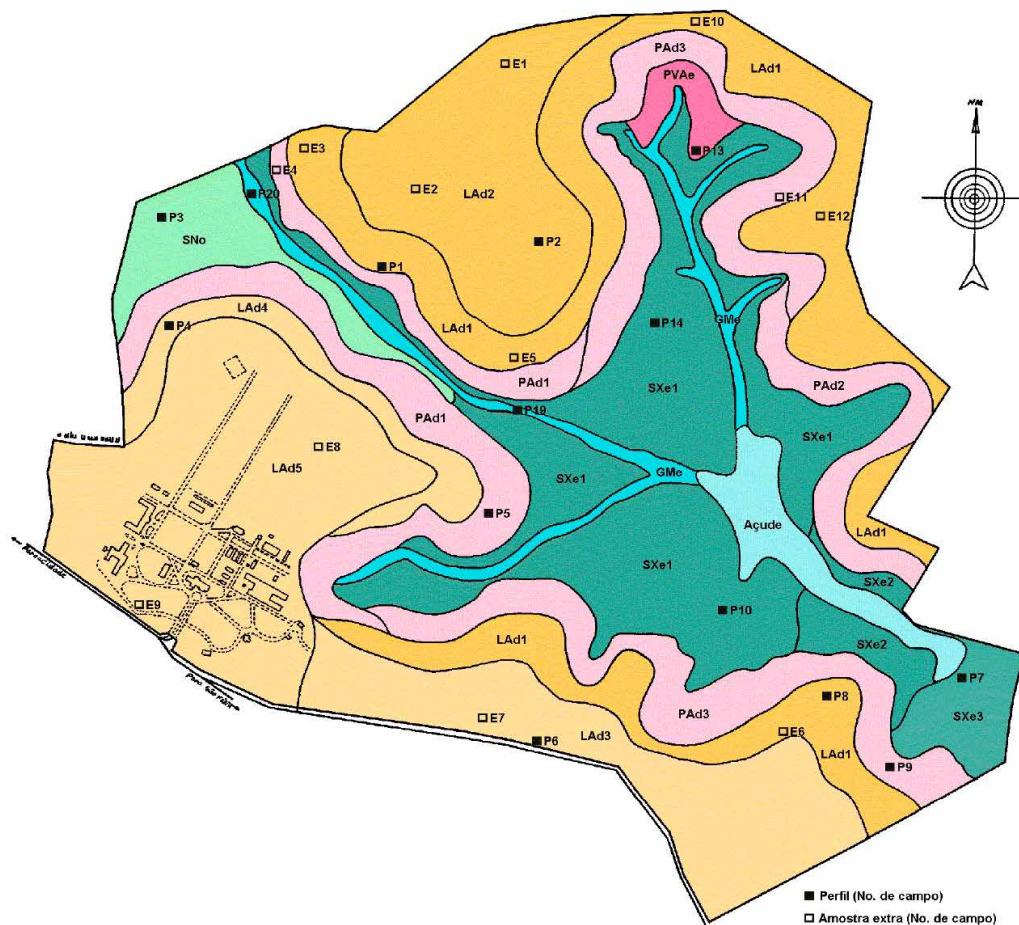 E10
PAd3
LAd1
E1
PVAe
E3
P13
E4
P20
E2
LAd2
E11
P3
E12
SNo
P2
P1
LAd4
P4
LAd1
P14
GMe
E5
PAd1
PAd2
SXe1
PAd1
P19
SXe1
E8
LAd5
GMe
SXe1
P5
Açude
LAd1
SXe1
SXe2
E9
P10
LAd1
SXe2
P7
P8
E7
PAd3
SXe3
LAd3
E6
P6
LAd1
P9
Perfil (No. de campo)
Amostra extra (No. de campo)